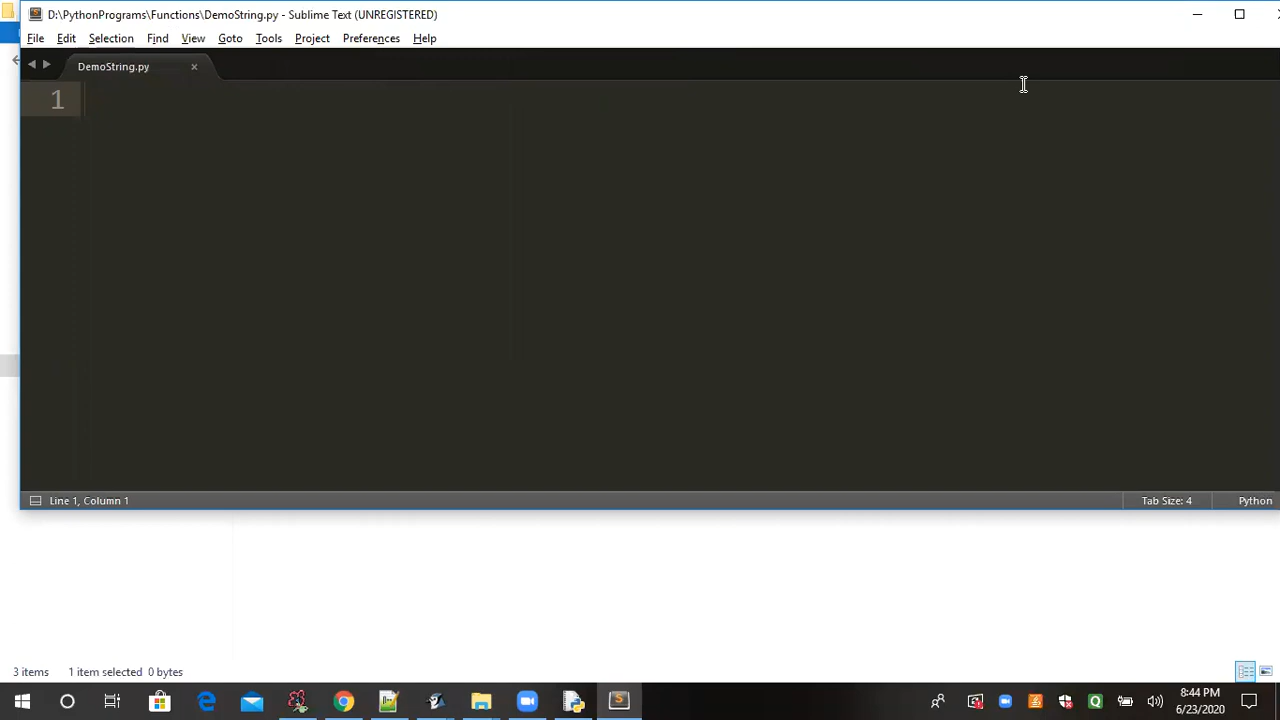 D:\PythonPrograms\Functions\DemoString.py - Sublime Text (UNREGISTERED)
File Edit Selection Find View Goto Tools Project Preferences Help
DemoString.py ×
1
Line 1, Column 1 Tab Size: 4 Python
3 items 1 item selected 0 bytes
8:44 PM
6/23/2020